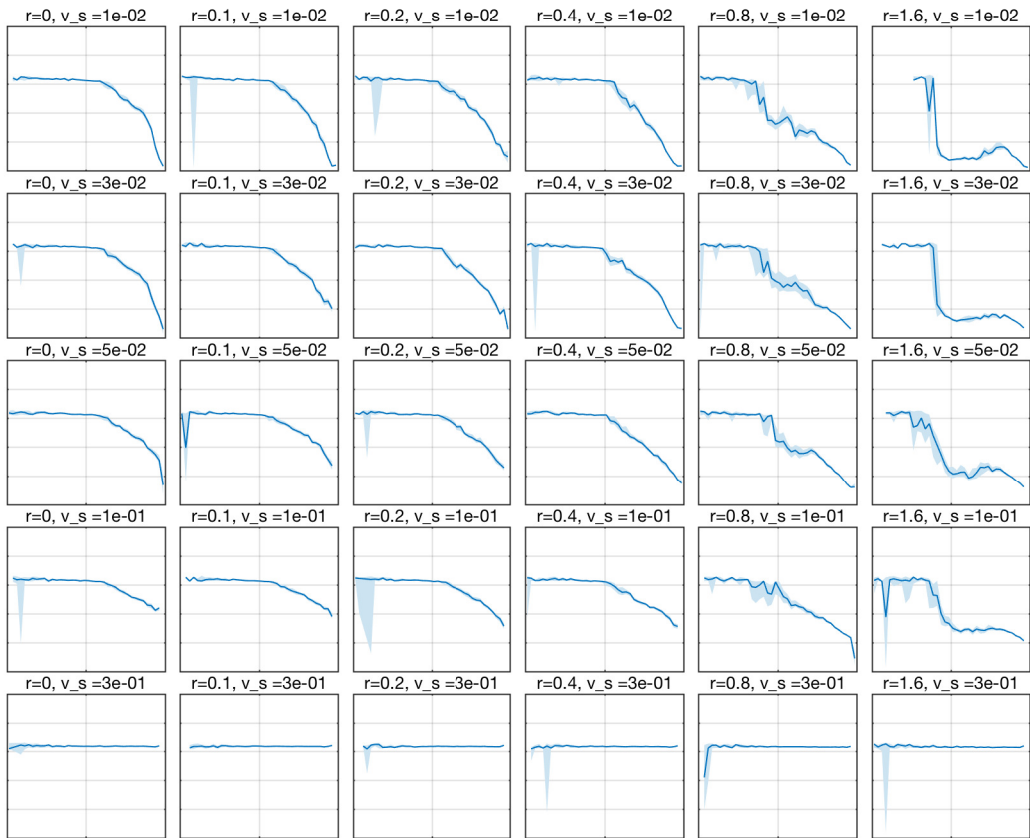 r=0, v_s =1e-02 r=0.1, v_s =1e-02 r=0.2, v_s =1e-02 r=0.4, v_s =1e-02 r=0.8, v_s =1e-02 r=1.6, v_s =1e-02
r=0, v_s =3e-02 r=0.1, v_s =3e-02 r=0.2, v_s =3e-02 r=0.4, v_s =3e-02 r=0.8, v_s =3e-02 r=1.6, v_s =3e-02
r=0, v_s =5e-02 r=0.1, v_s =5e-02 r=0.2, v_s =5e-02 r=0.4, v_s =5e-02 r=0.8, v_s =5e-02 r=1.6, v_s =5e-02
r=0, v_s =1e-01 r=0.1, v_s =1e-01 r=0.2, v_s =1e-01 r=0.4, v_s =1e-01 r=0.8, v_s =1e-01 r=1.6, v_s =1e-01
r=0, v_s =3e-01 r=0.1, v_s =3e-01 r=0.2, v_s =3e-01 r=0.4, v_s =3e-01 r=0.8, v_s =3e-01 r=1.6, v_s =3e-01